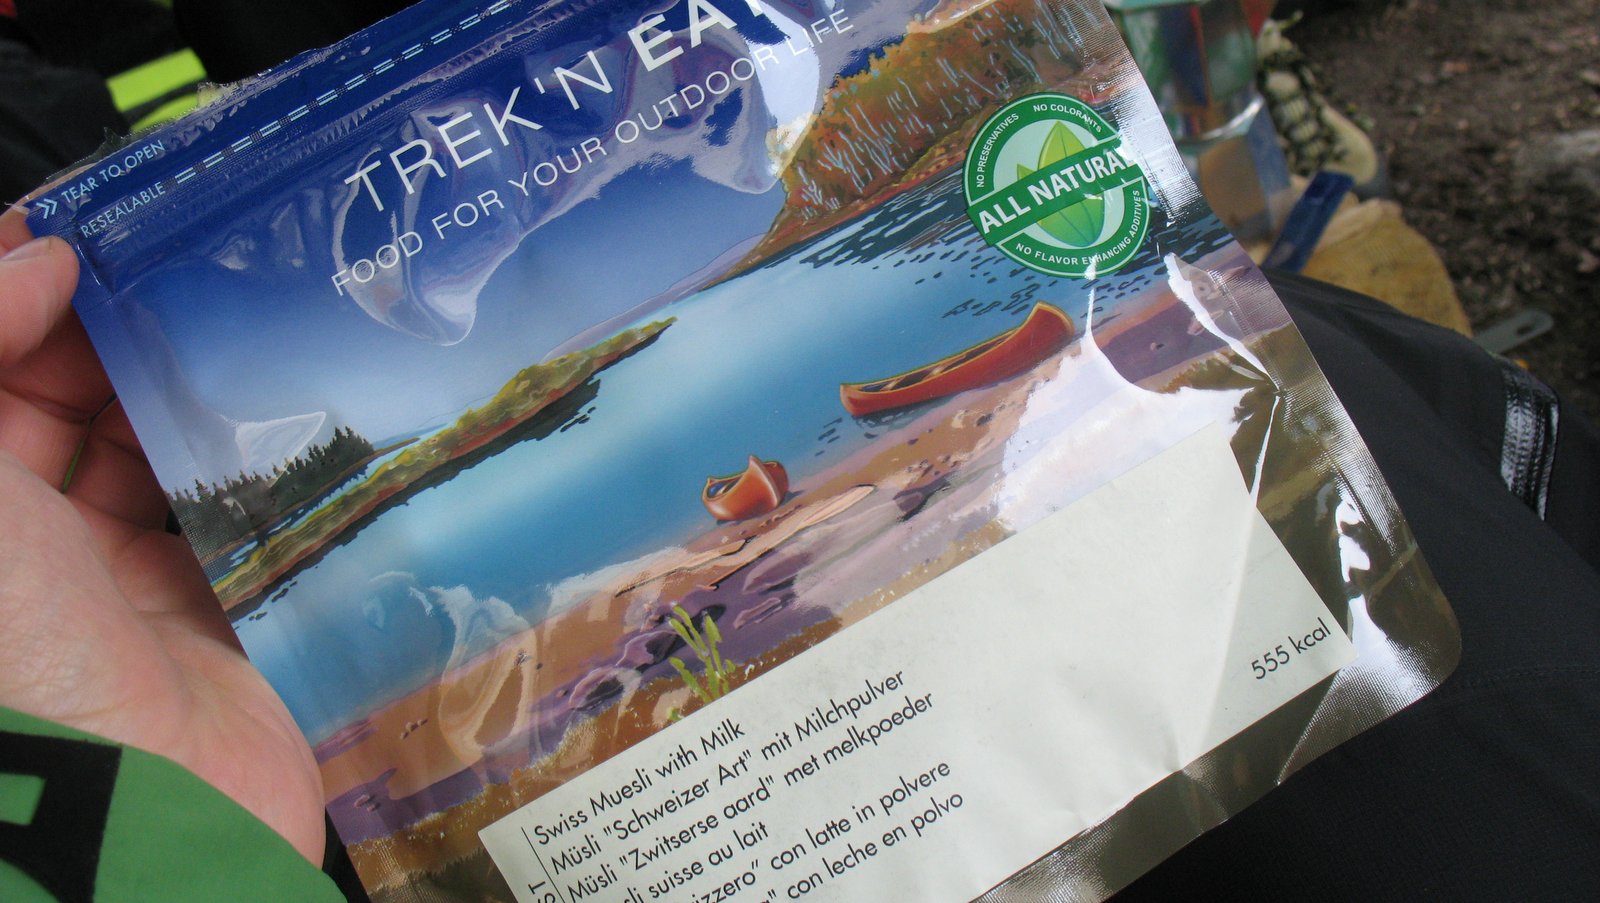 TREK'N EAT
FOOD FOR YOUR OUTDOOR LIFE
TEAR TO OPEN
RESEALABLE
NO PRESERVATIVES
NO COLORANTS
ALL NATURAL
NO FLAVOR ENHANCING ADDITIVES
Swiss Muesli with Milk
Müsli "Schweizer Art" mit Milchpulver
Müsli "Zwitserse aard" met melkpoeder
suisse au lait
con latte in polvere
con leche en polvo
555 kcal